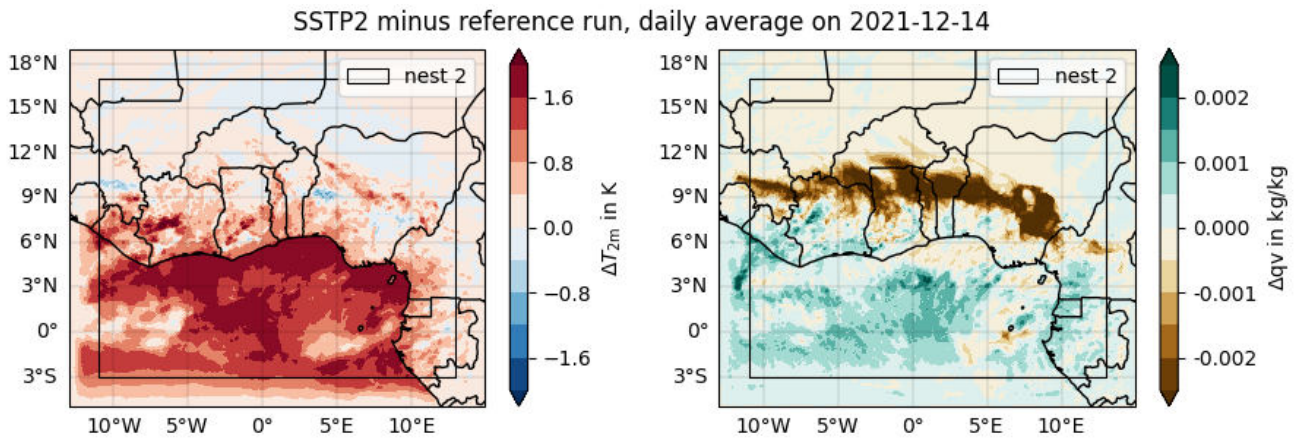 SSTP2 minus reference run, daily average on 2021-12-14
nest 2
18°N
15°N
12°N
9°N
6°N
3°N
0°
3°S
10°W 5°W 0° 5°E 10°E
1.6
0.8
0.0
−0.8
−1.6
ΔT2m in K
nest 2
18°N
15°N
12°N
9°N
6°N
3°N
0°
3°S
10°W 5°W 0° 5°E 10°E
0.002
0.001
0.000
-0.001
-0.002
Δqv in kg/kg